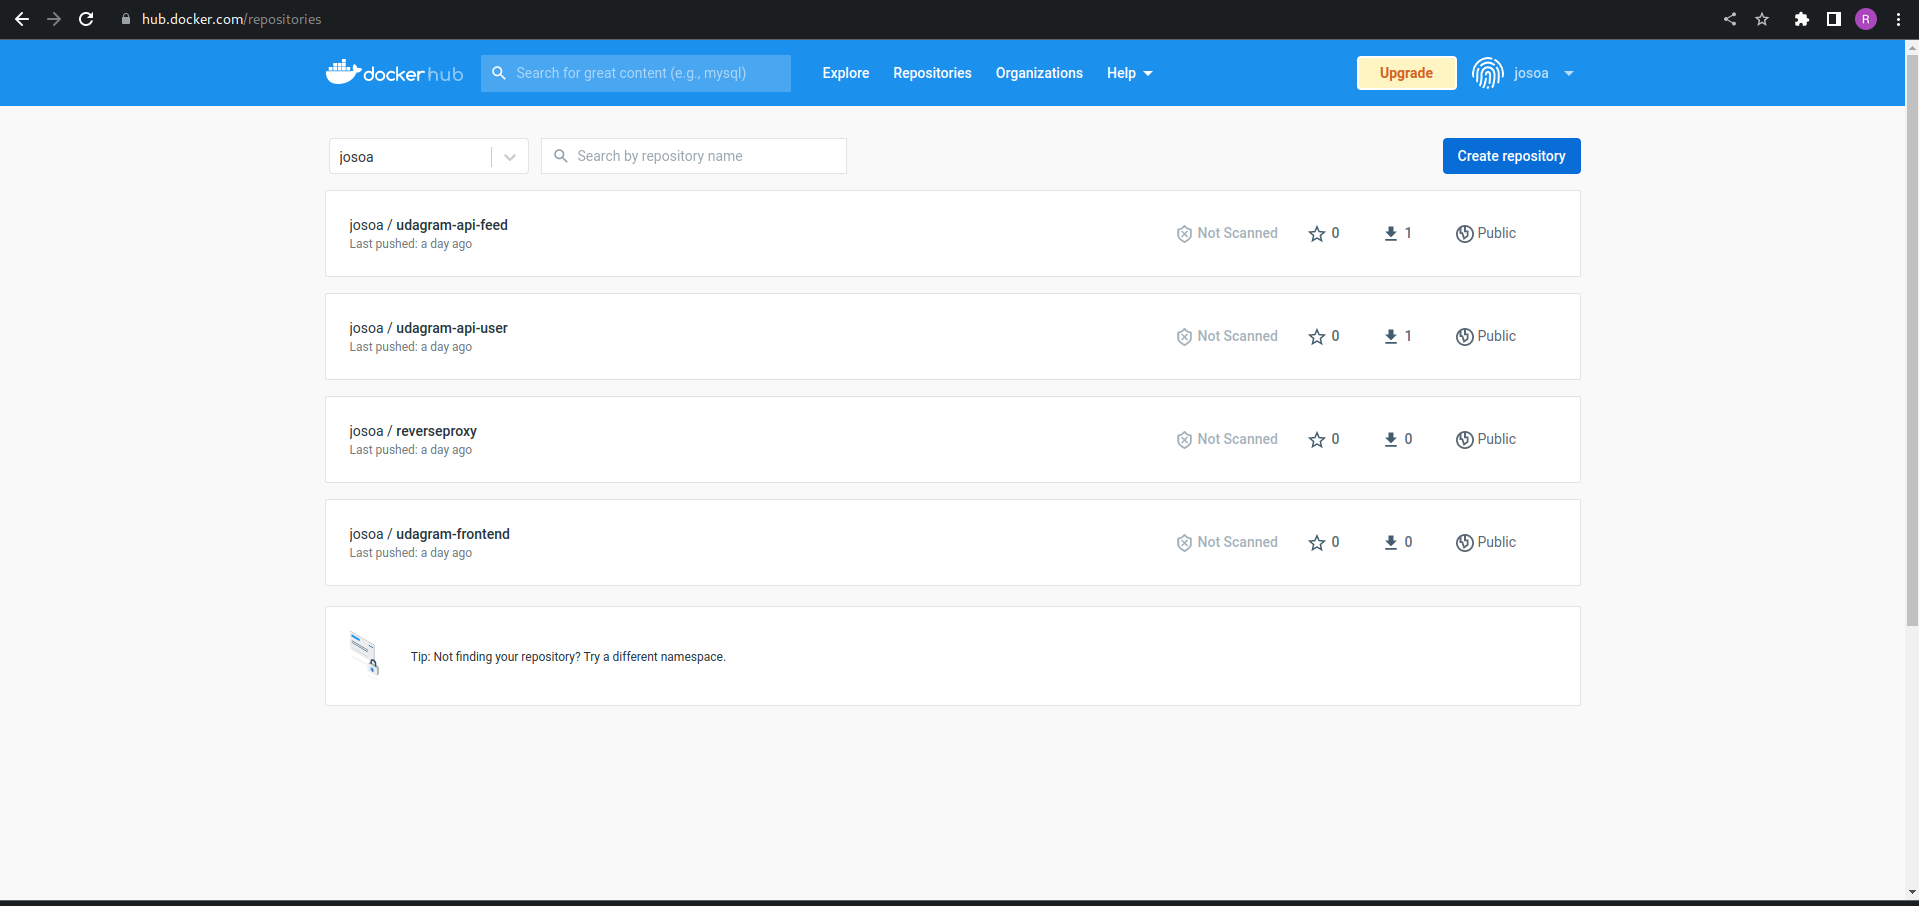 hub.docker.com/repositories
R
docker hub
Search for great content (e.g., mysql)
Explore
Repositories
Organizations
Help
Upgrade
josoa
josoa
Search by repository name
Create repository
josoa / udagram-api-feed
Last pushed: a day ago
Not Scanned
0
1
Public
josoa / udagram-api-user
Last pushed: a day ago
Not Scanned
0
1
Public
josoa / reverseproxy
Last pushed: a day ago
Not Scanned
0
0
Public
josoa / udagram-frontend
Last pushed: a day ago
Not Scanned
0
0
Public
Tip: Not finding your repository? Try a different namespace.